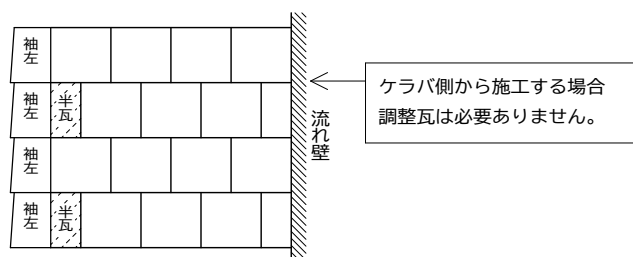 袖左
袖左
半瓦
袖左
袖左
半瓦
流れ壁
ケラバ側から施工する場合
調整瓦は必要ありません。